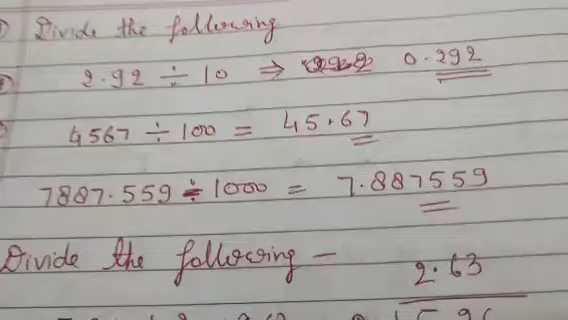 Divide the following
2.92 ÷ 10 ⇒ 0.292
4567 ÷ 100 = 45.67
7887.559 ÷ 1000 = 7.887559
Divide the following —
2.63